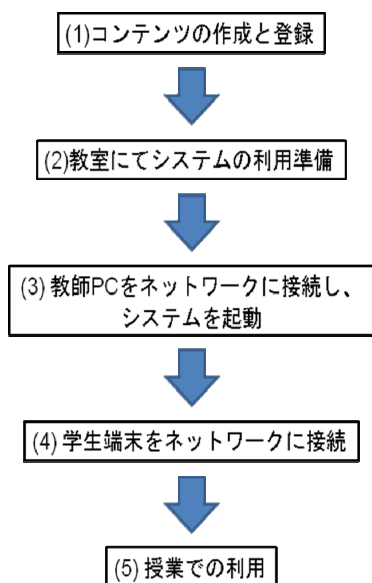 (1)コンテンツの作成と登録
(2)教室にてシステムの利用準備
(3) 教師PCをネットワークに接続し、
システムを起動
(4) 学生端末をネットワークに接続
(5) 授業での利用